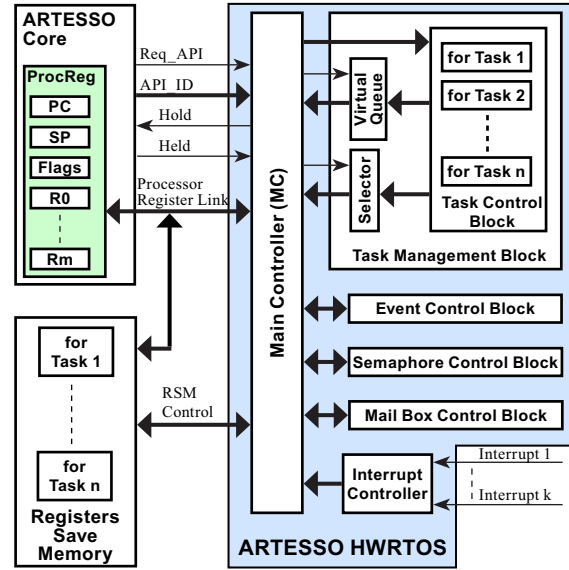 ARTESSO
Core
ProcReg
PC
SP
Flags
R0
Rm
Req_API
API_ID
Hold
Held
Processor
Register Link
RSM
Control
for
Task 1
for
Task n
Registers
Save
Memory
Main Controller (MC)
Virtual
Queue
Selector
for Task 1
for Task 2
for Task n
Task Control
Block
Task Management Block
Event Control Block
Semaphore Control Block
Mail Box Control Block
Interrupt
Controller
Interrupt 1
Interrupt k
ARTESSO HWRTOS